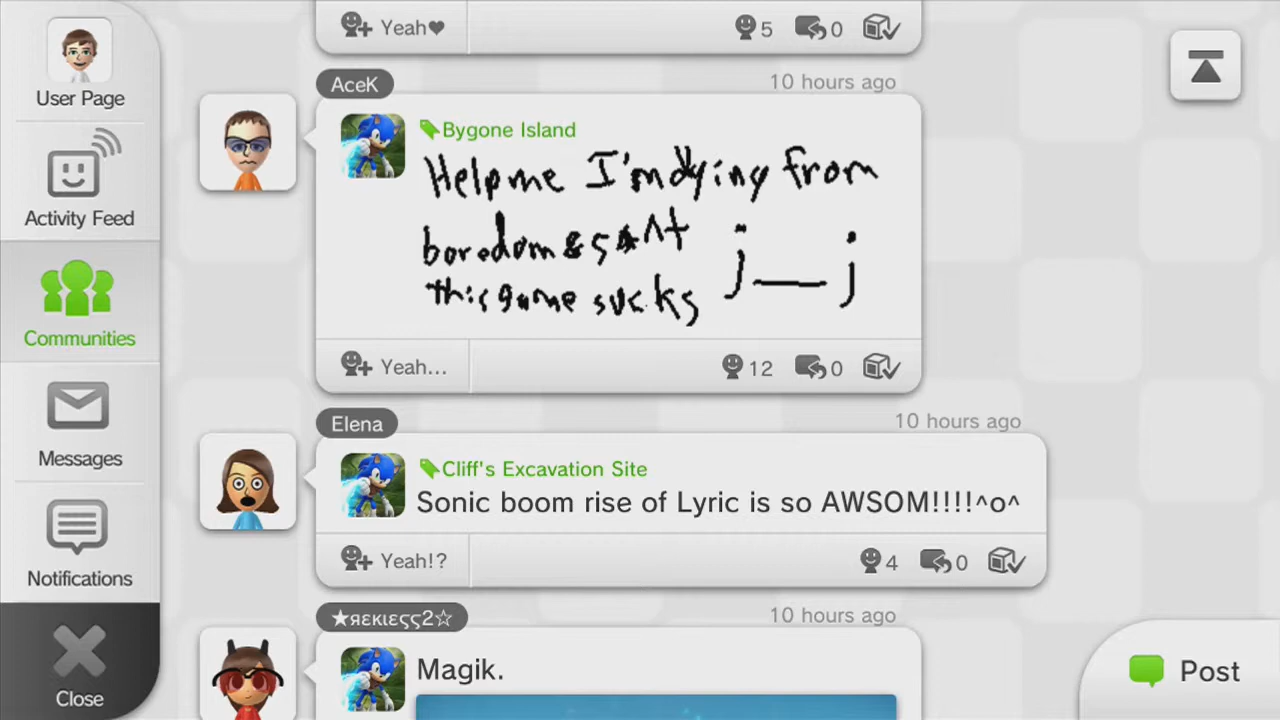 User Page
Activity Feed
Communities
Messages
Notifications
Close
Yeah♥
5
0
AceK
10 hours ago
Bygone Island
Help me I'm dying from
boredom &
this game sucks j__j
Yeah...
12
0
Elena
10 hours ago
Cliff's Excavation Site
Sonic boom rise of Lyric is so AWSOM!!!!^o^
Yeah!?
4
0
★яεκιεςς2☆
10 hours ago
Magik.
Post